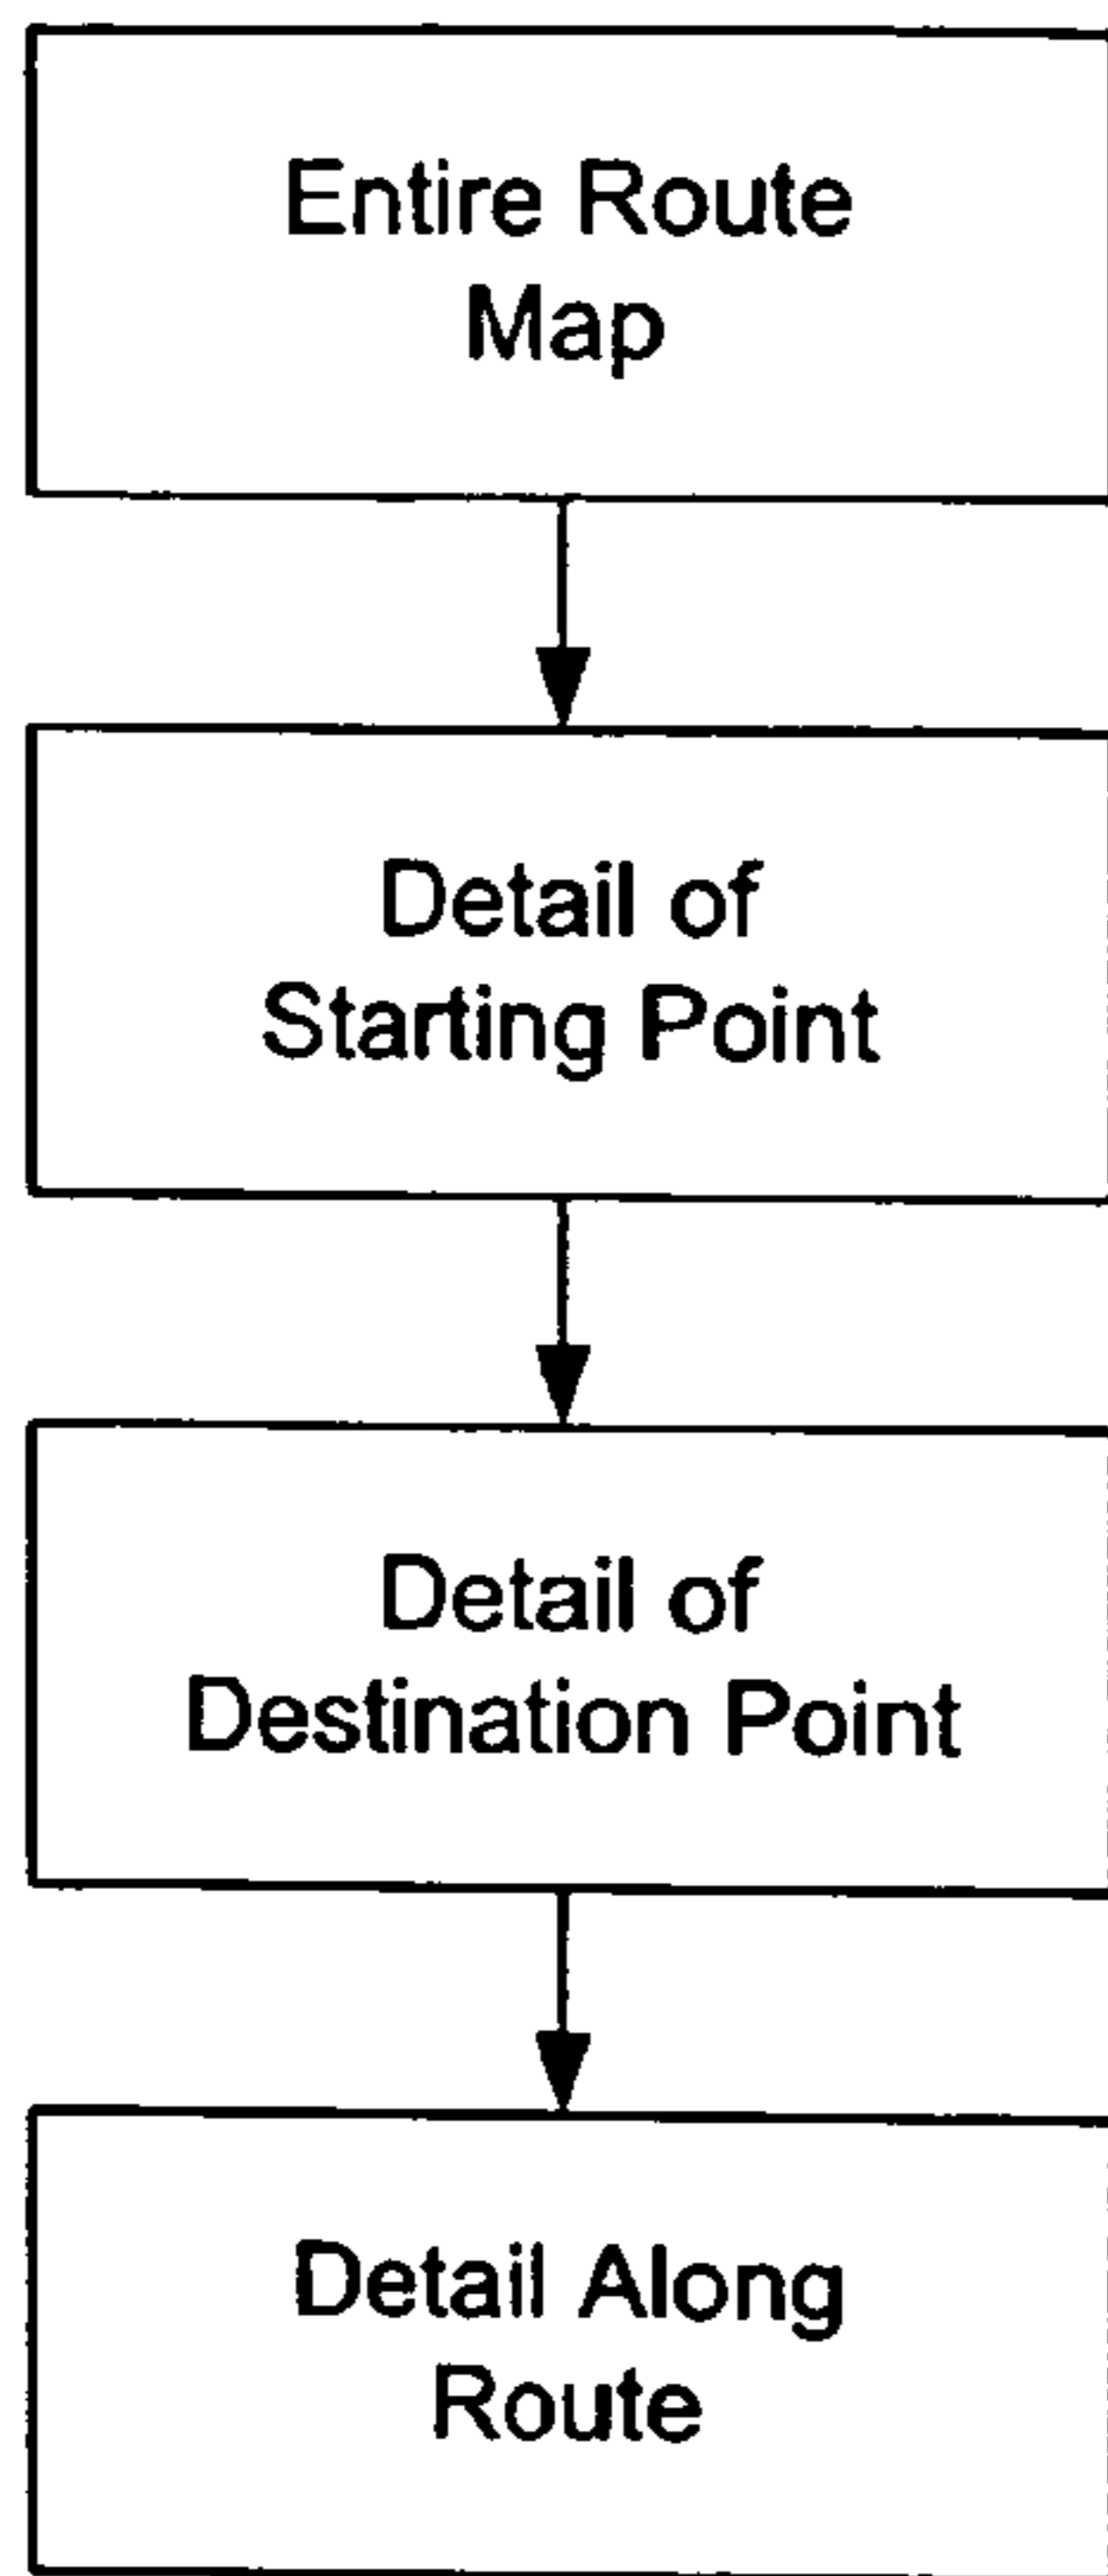 Entire Route
Map
Detail of
Starting Point
Detail of
Destination Point
Detail Along
Route